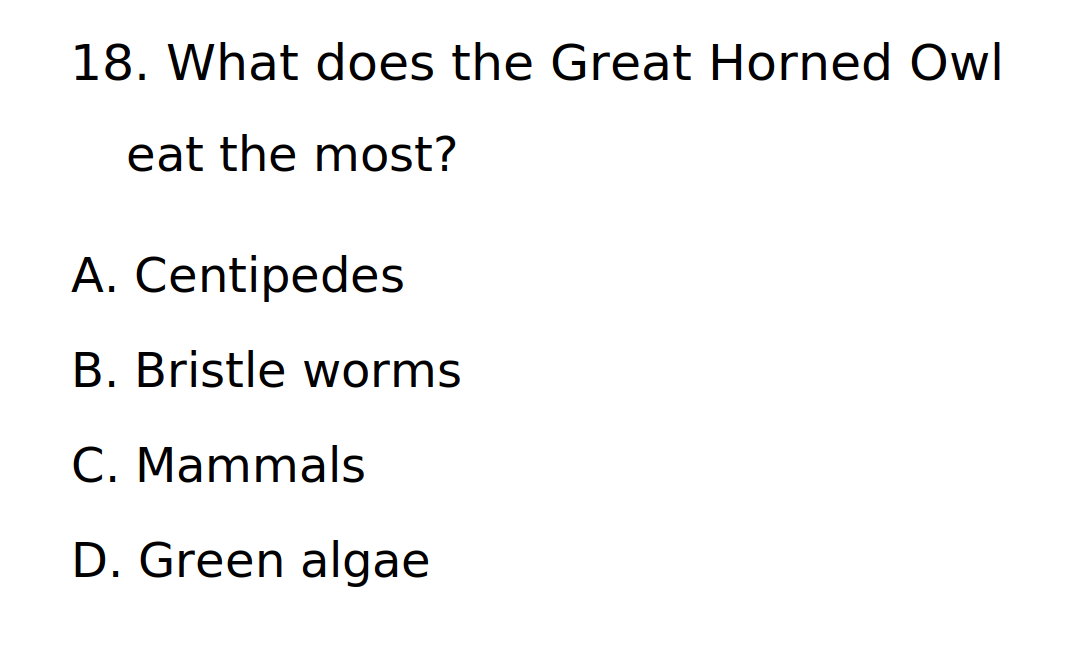 18. What does the Great Horned Owl
eat the most?
A. Centipedes
B. Bristle worms
C. Mammals
D. Green algae